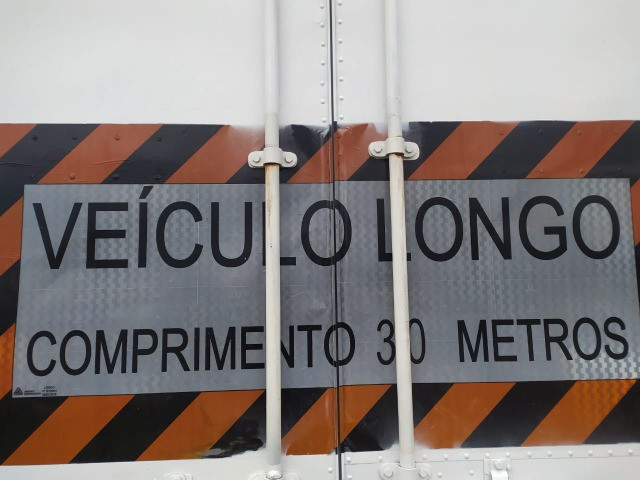 VEÍCULO LONGO
COMPRIMENTO 30 METROS